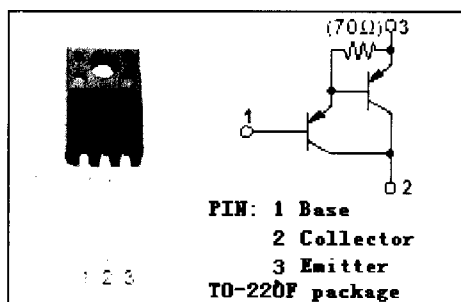 (70Ω)
3
1
2
PIN: 1 Base
2 Collector
3 Emitter
TO-220F package
1 2 3